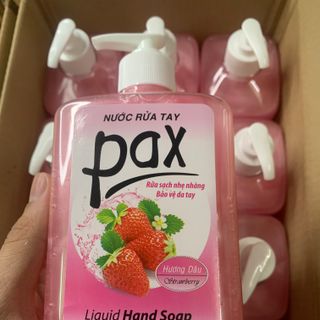 NƯỚC RỬA TAY
pax
Rửa sạch nhẹ nhàng
Bảo vệ da tay
Hương Dâu
Strawberry
Liquid Hand Soap